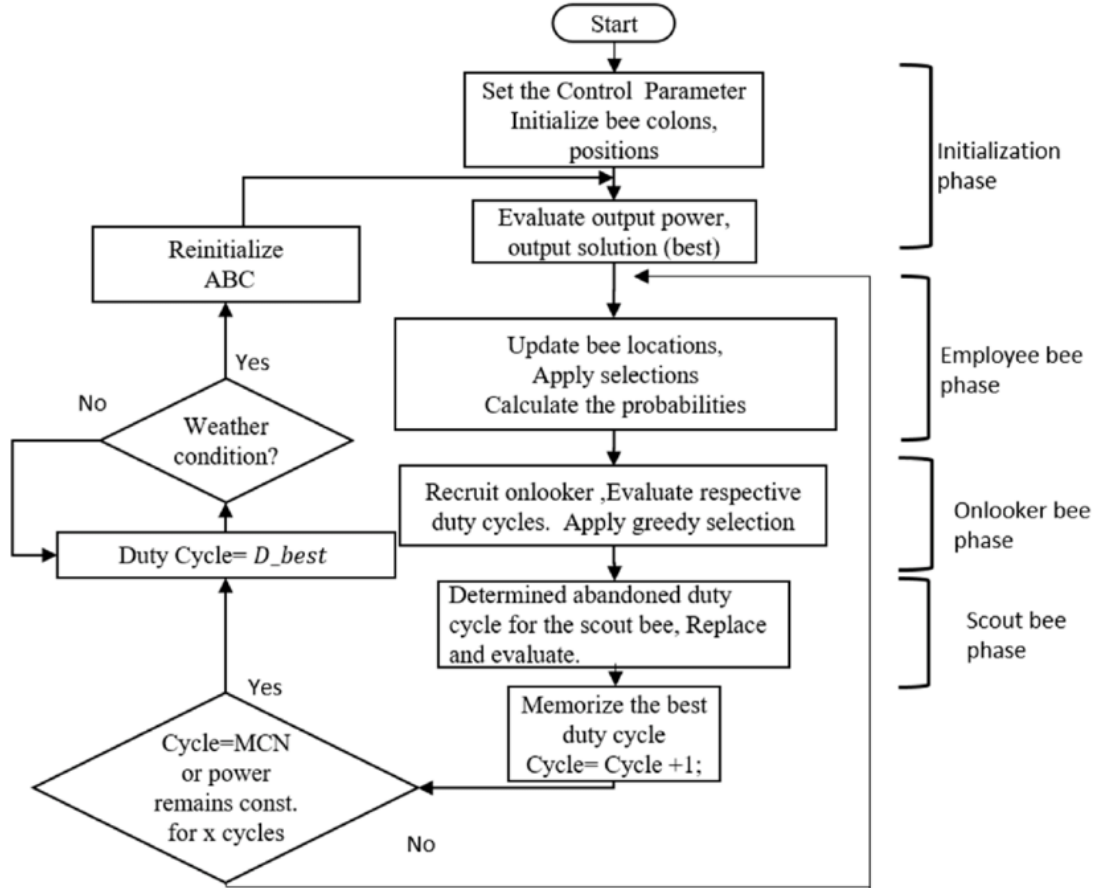 Start
Set the Control Parameter
Initialize bee colons,
positions
Initialization
phase
Evaluate output power,
output solution (best)
Reinitialize
ABC
Update bee locations,
Apply selections
Calculate the probabilities
Employee bee
phase
Yes
No
Weather
condition?
Recruit onlooker ,Evaluate respective
duty cycles. Apply greedy selection
Onlooker bee
phase
Duty Cycle= D_best
Determined abandoned duty
cycle for the scout bee, Replace
and evaluate.
Scout bee
phase
Yes
Memorize the best
duty cycle
Cycle= Cycle +1;
Cycle=MCN
or power
remains const.
for x cycles
No